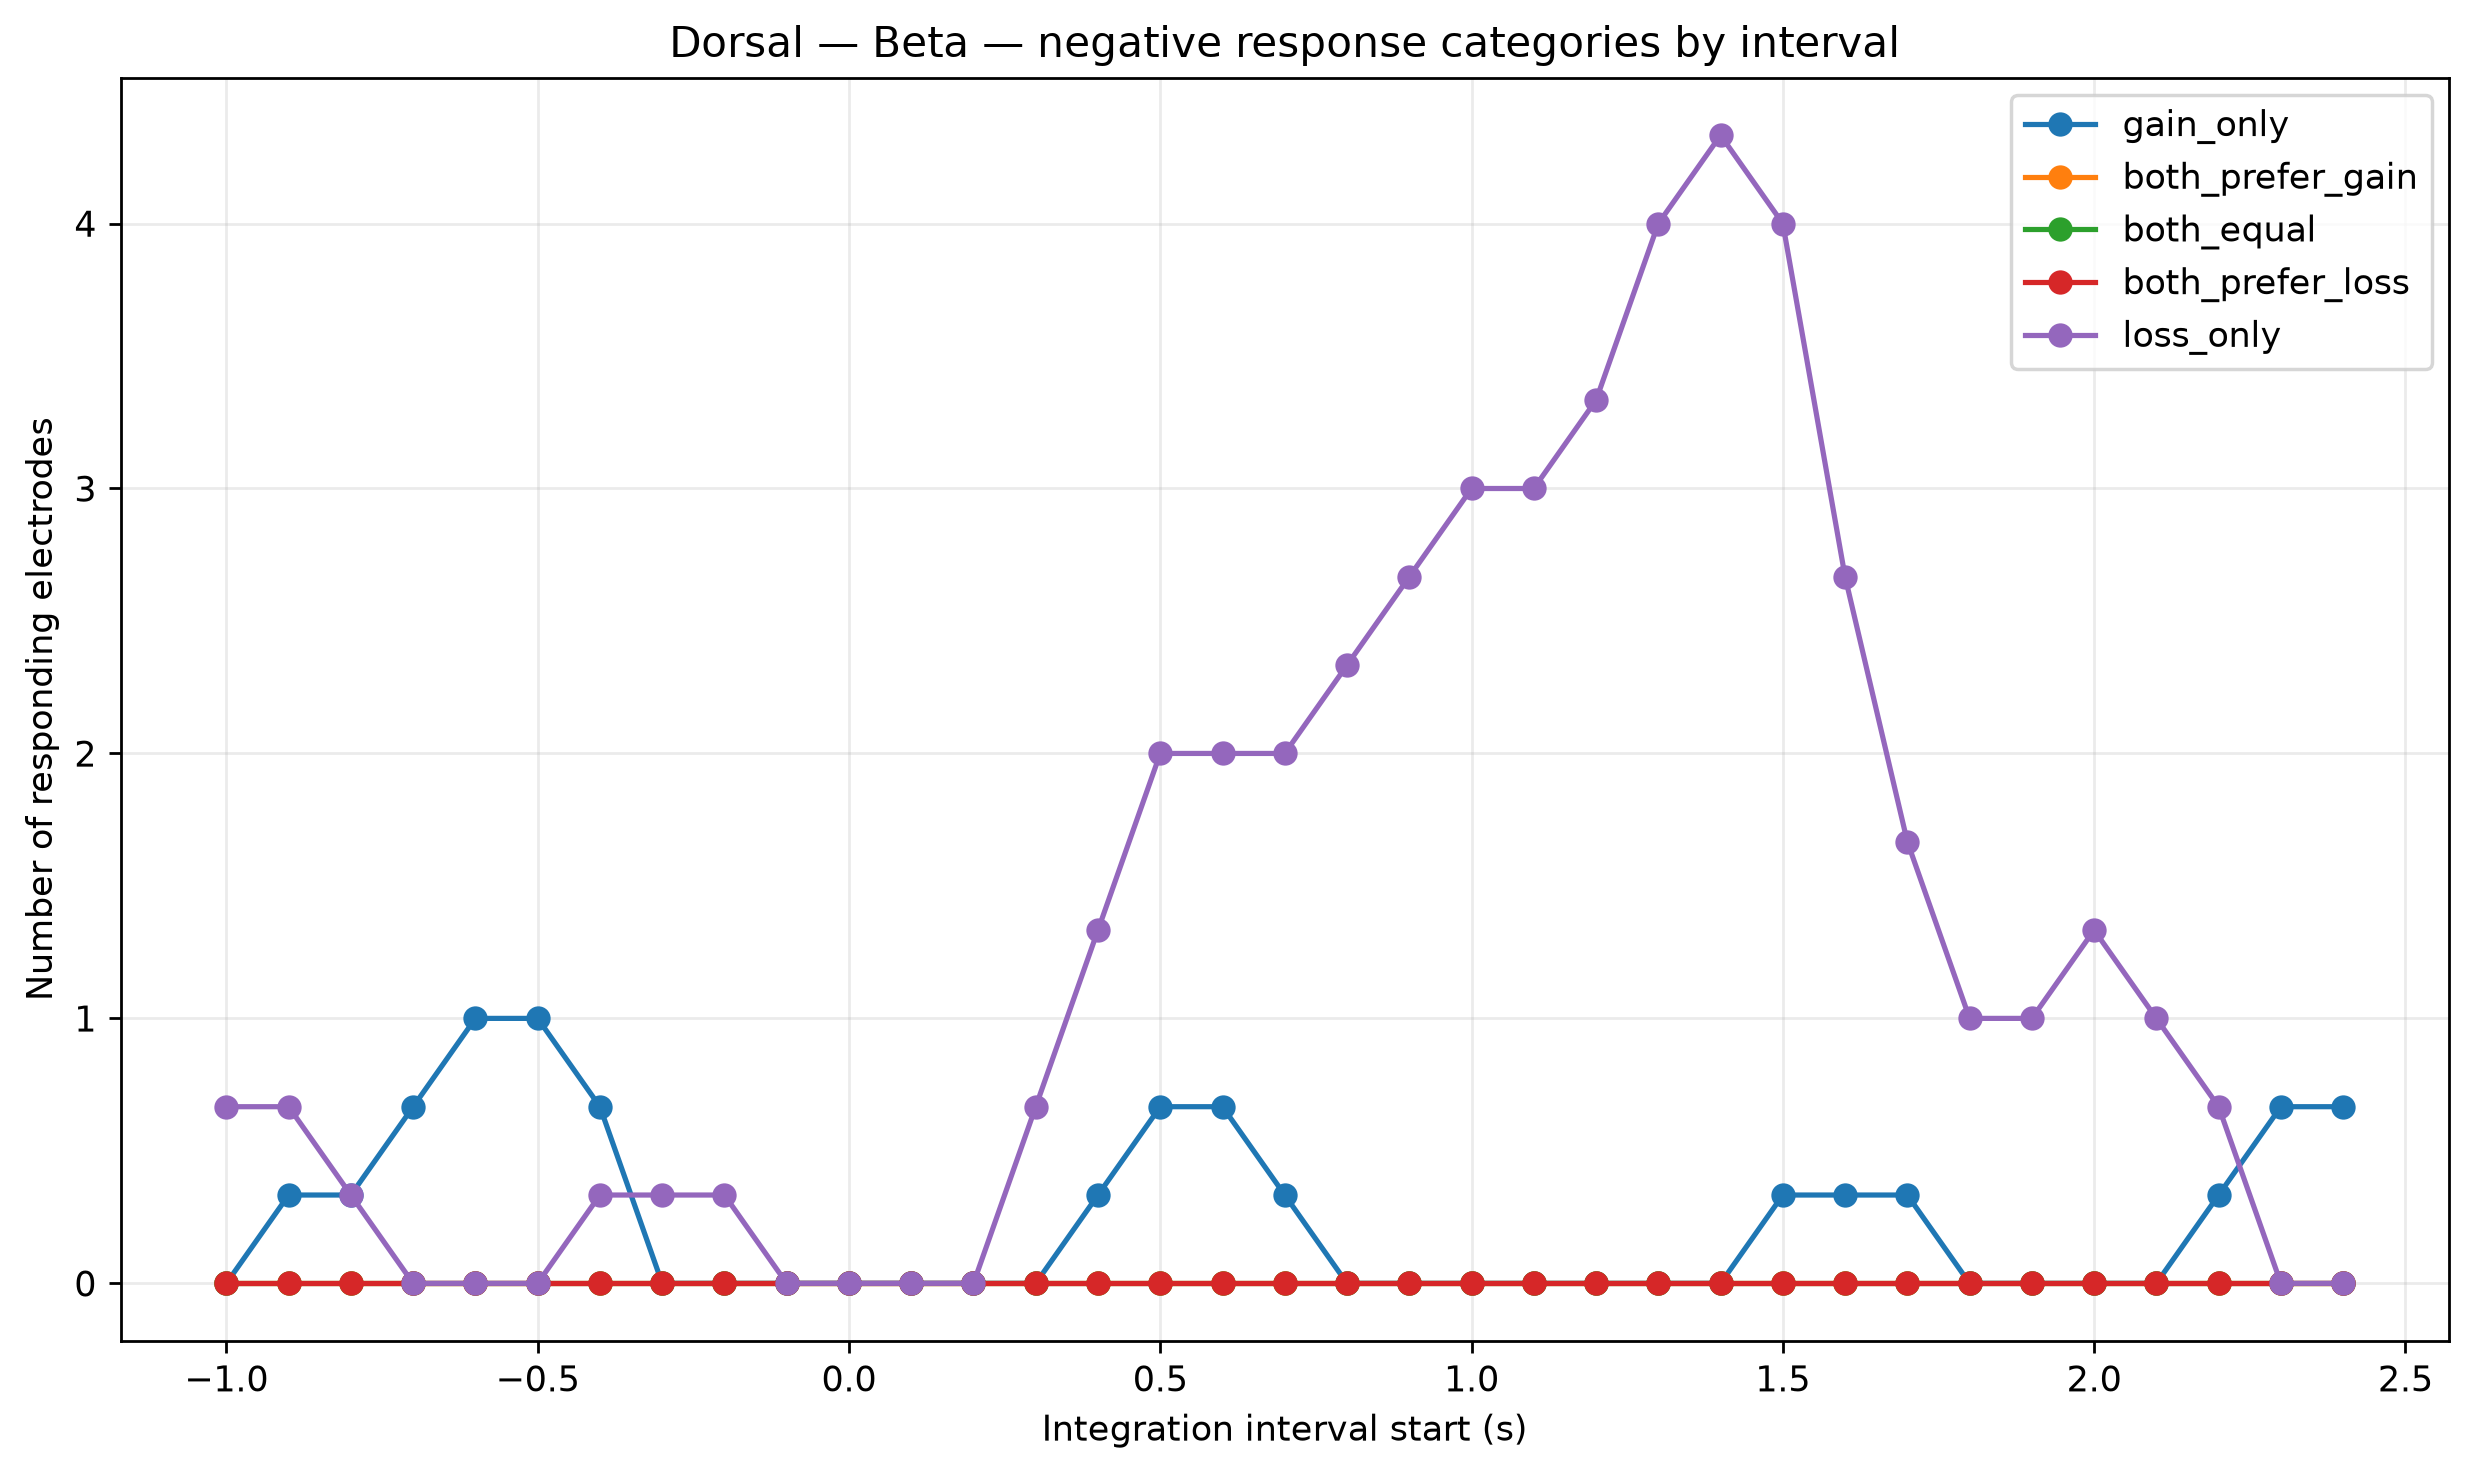 Dorsal — Beta — negative response categories by interval
gain_only
both_prefer_gain
both_equal
both_prefer_loss
loss_only
Number of responding electrodes
4
3
2
1
0
−1.0
−0.5
0.0
0.5
1.0
1.5
2.0
2.5
Integration interval start (s)